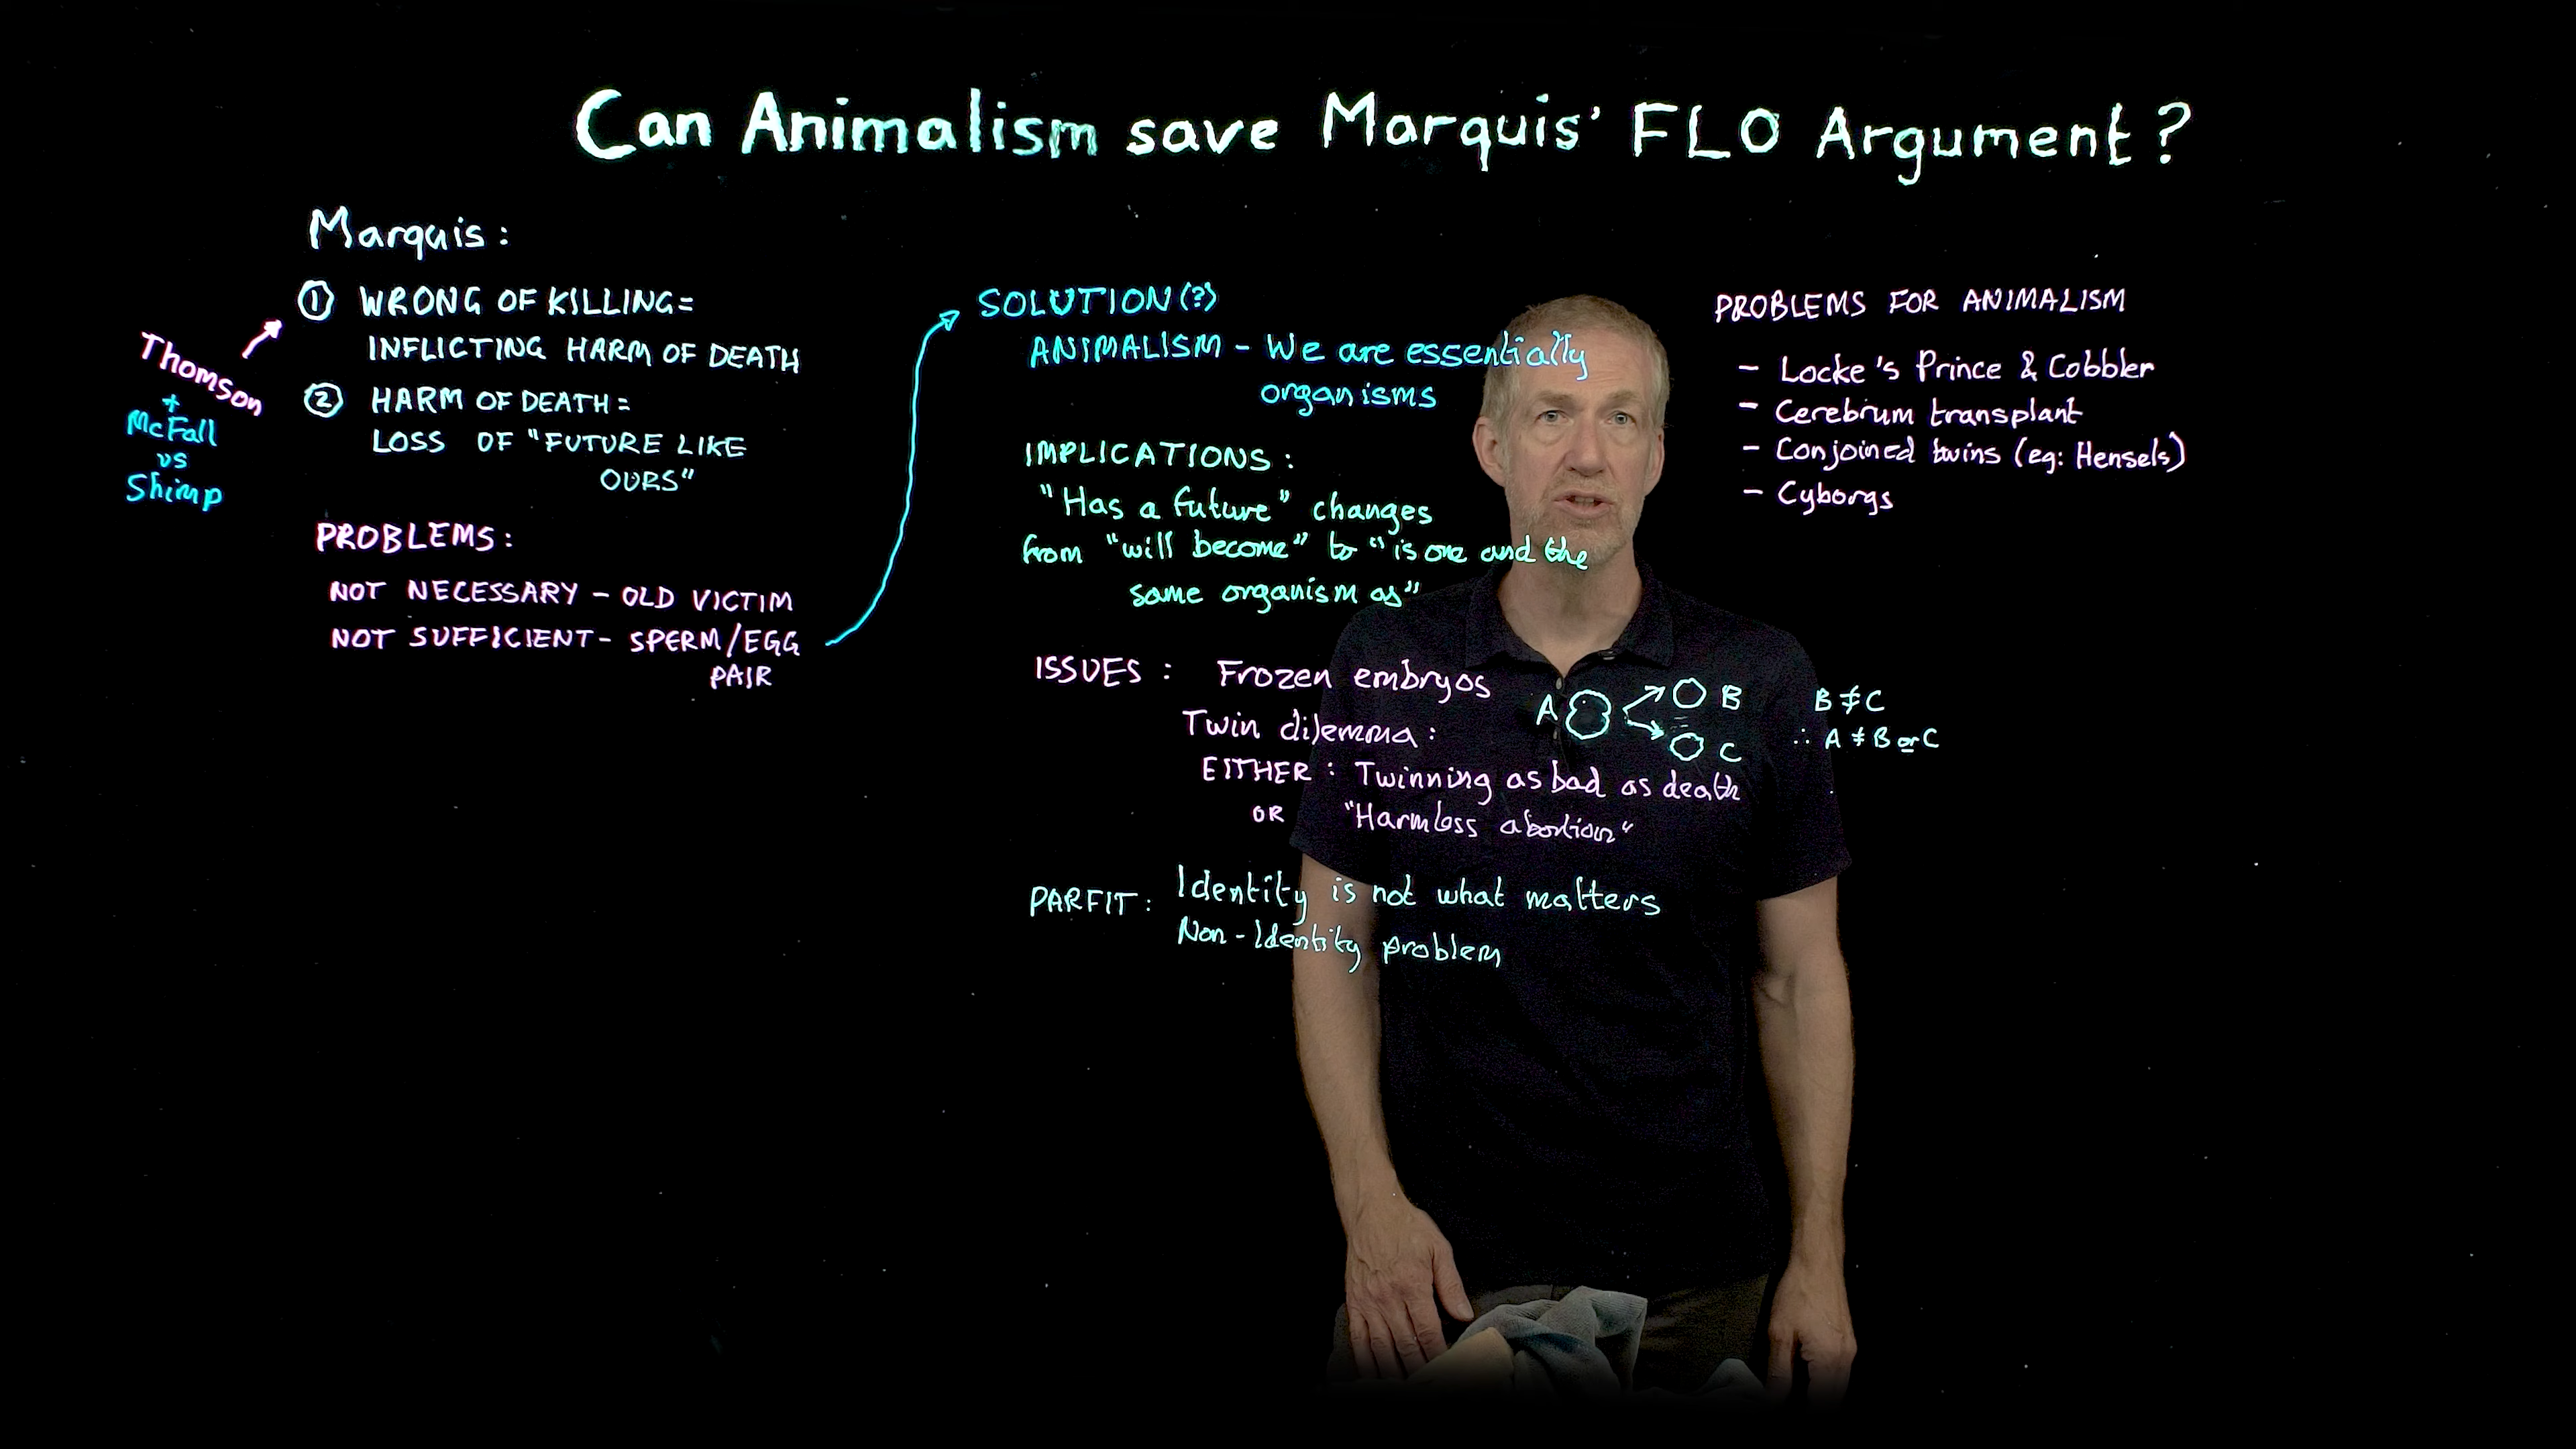 Can Animalism save Marquis' FLO Argument?
Marquis:
① WRONG OF KILLING =
INFLICTING HARM OF DEATH
② HARM OF DEATH =
LOSS OF "FUTURE LIKE
OURS"
Thomson
+
McFall
vs
Shimp
PROBLEMS:
NOT NECESSARY - OLD VICTIM
NOT SUFFICIENT - SPERM/EGG
PAIR
SOLUTION (?)
ANIMALISM - We are essentially
organisms
IMPLICATIONS:
"Has a future" changes
from "will become" to "is one and the
same organism as"
ISSUES: Frozen embryos
Twin dilemma:
EITHER: Twinning as bad as death
OR "Harmless abortion"
A B C
B ≠ C
∴ A ≠ B or C
PARFIT: Identity is not what matters
Non-Identity problem
PROBLEMS FOR ANIMALISM
- Locke's Prince & Cobbler
- Cerebrum transplant
- Conjoined twins (eg: Hensels)
- Cyborgs